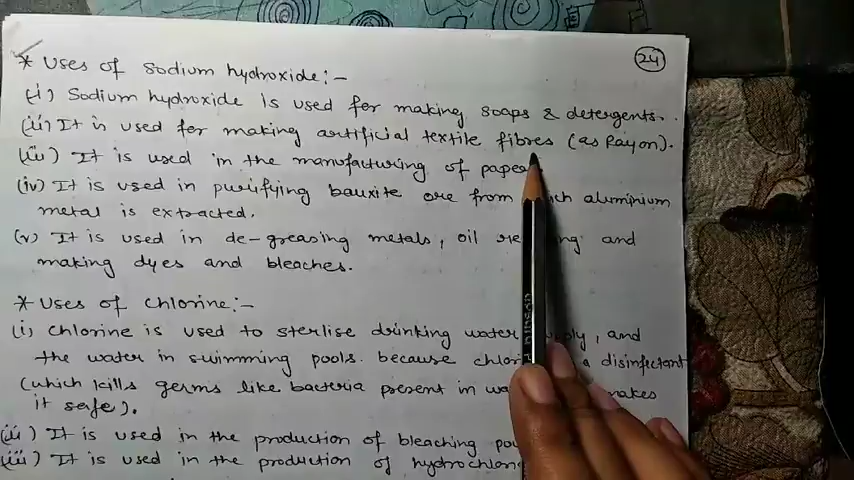 24
* Uses of Sodium hydroxide:-
(i) Sodium hydroxide is used for making soaps & detergents.
(ii) It is used for making artificial textile fibres (as Rayon).
(iii) It is used in the manufacturing of paper
(iv) It is used in purifying bauxite ore from aluminium
metal is extracted.
(v) It is used in de-greasing metals, oil and
making dyes and bleaches.
* Uses of Chlorine:-
(i) Chlorine is used to sterlise drinking water, and
the water in swimming pools. because a disinfectant
(which kills germs like bacteria present in
it safe).
(ii) It is used in the production of bleaching
(iii) It is used in the production of